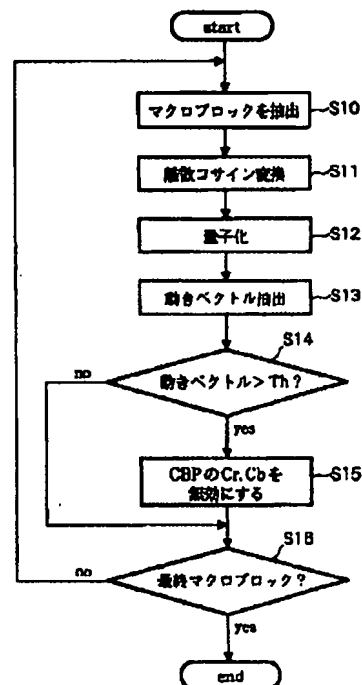 start
マクロブロックを抽出
S10
離散コサイン変換
S11
量子化
S12
動きベクトル抽出
S13
S14
動きベクトル>Th?
no
yes
CBPのCr,Cbを
無効にする
S15
S16
最終マクロブロック?
no
yes
end